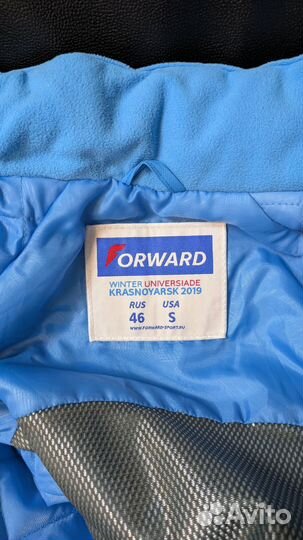 FORWARD
WINTER UNIVERSIADE
KRASNOYARSK 2019
RUS USA
46 S
WWW.FORWARD-SPORT.RU
Avito